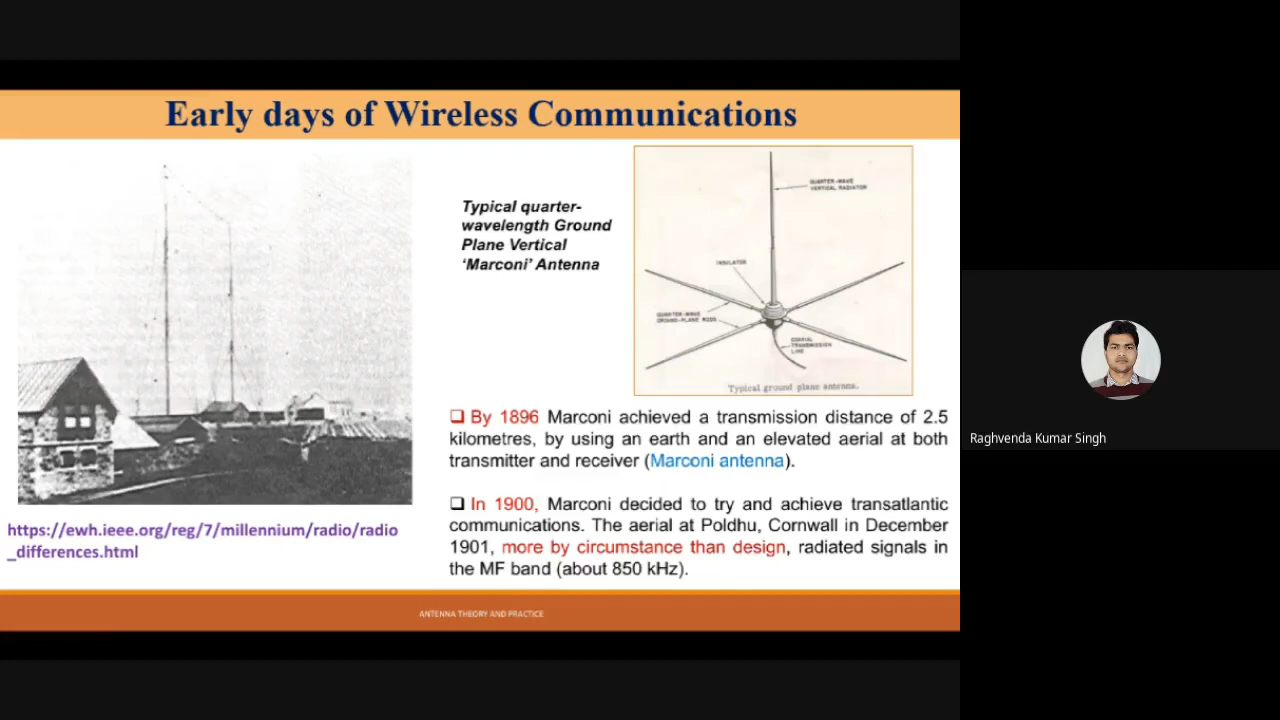 Early days of Wireless Communications
Typical quarter-
wavelength Ground
Plane Vertical
‘Marconi’ Antenna
QUARTER-WAVE
VERTICAL RADIATOR
INSULATOR
QUARTER-WAVE
GROUND-PLANE RODS
COAXIAL
TRANSMISSION
LINE
Typical ground plane antenna.
❑ By 1896 Marconi achieved a transmission distance of 2.5
kilometres, by using an earth and an elevated aerial at both
transmitter and receiver (Marconi antenna).
❑ In 1900, Marconi decided to try and achieve transatlantic
communications. The aerial at Poldhu, Cornwall in December
1901, more by circumstance than design, radiated signals in
the MF band (about 850 kHz).
https://ewh.ieee.org/reg/7/millennium/radio/radio
_differences.html
ANTENNA THEORY AND PRACTICE
Raghvenda Kumar Singh